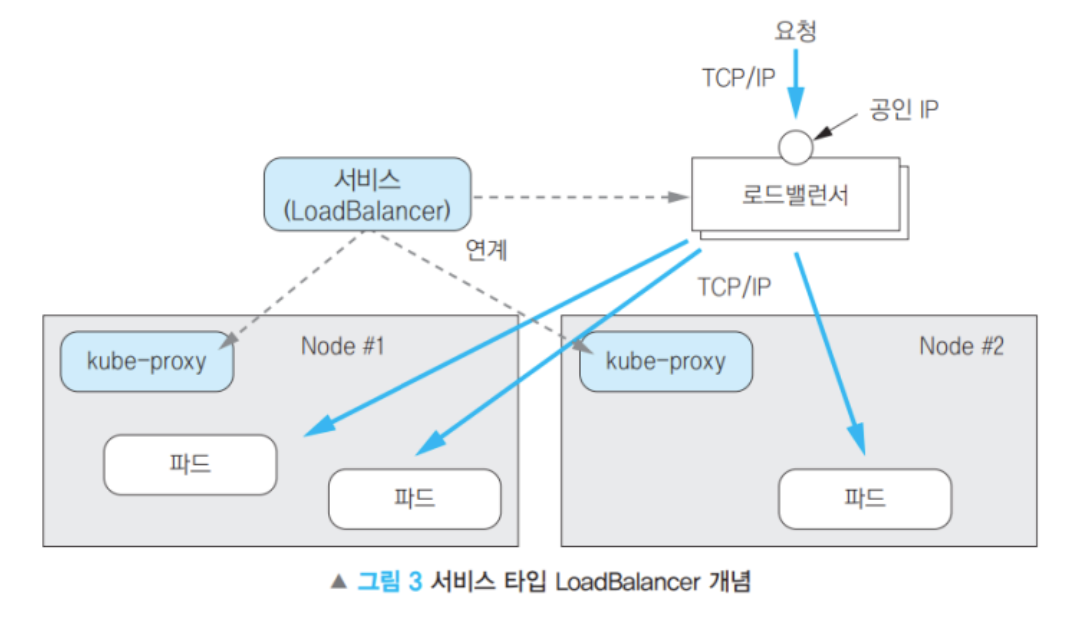 요청
TCP/IP
공인 IP
서비스
(LoadBalancer)
로드밸런서
연계
TCP/IP
kube-proxy
Node #1
kube-proxy
Node #2
파드
파드
파드
▲ 그림 3 서비스 타입 LoadBalancer 개념